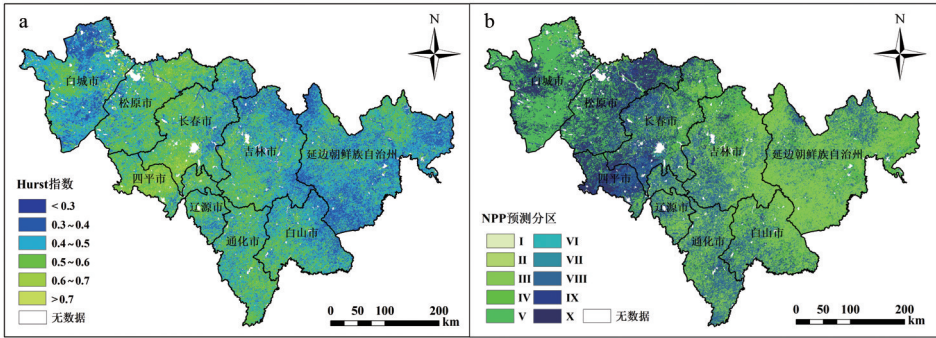 a
N
白城市
松原市
长春市
吉林市
延边朝鲜族自治州
四平市
辽源市
通化市
白山市
Hurst指数
< 0.3
0.3~0.4
0.4~0.5
0.5~0.6
0.6~0.7
>0.7
无数据
0 50 100 200
km
b
N
白城市
松原市
长春市
吉林市
延边朝鲜族自治州
四平市
辽源市
通化市
白山市
NPP预测分区
I VI
II VII
III VIII
IV IX
V X 无数据
0 50 100 200
km